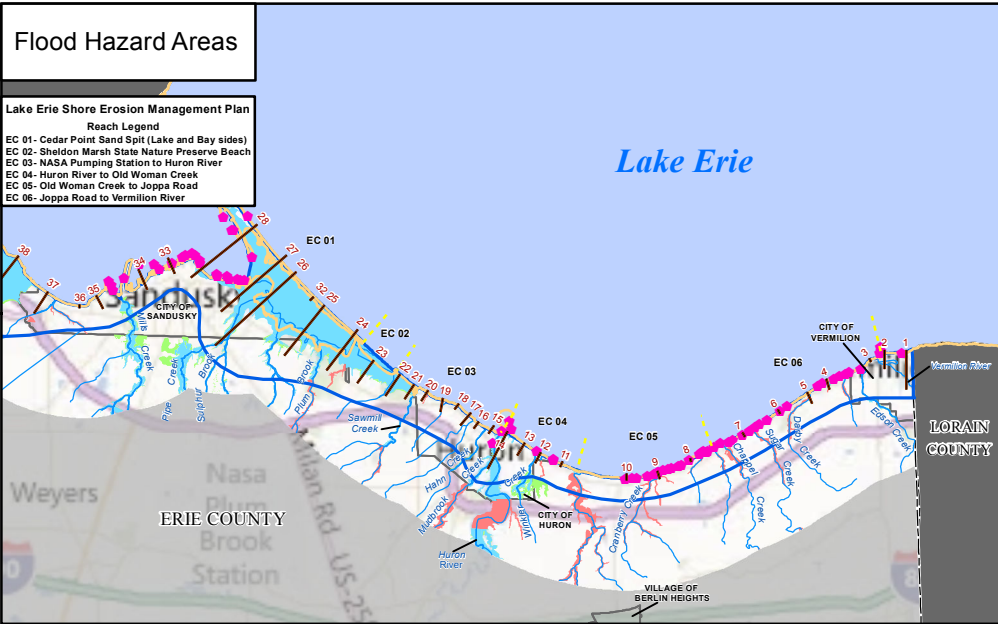 Flood Hazard Areas
Lake Erie Shore Erosion Management Plan
Reach Legend
EC 01- Cedar Point Sand Spit (Lake and Bay sides)
EC 02- Sheldon Marsh State Nature Preserve Beach
EC 03- NASA Pumping Station to Huron River
EC 04- Huron River to Old Woman Creek
EC 05- Old Woman Creek to Joppa Road
EC 06- Joppa Road to Vermilion River
Lake Erie
28
EC 01
27
26
32
25
38
37
36
35
34
33
Sandusky
CITY OF
SANDUSKY
24
EC 02
23
22
21
20
19
18
17
16
15
EC 03
EC 04
13
12
11
EC 05
10
9
8
7
6
5
4
3
2
1
EC 06
CITY OF
VERMILION
Vermilion River
Edson Creek
LORAIN
COUNTY
Mills
Creek
Pipe
Creek
Sulphur
Brook
Plum
Brook
Sawmill
Creek
Huron
Hahn
Creek
Mudbrook
Creek
Winkler
Creek
CITY OF
HURON
Huron
River
Cranberry Creek
Chappel
Creek
Sugar
Creek
Darby Creek
Weyers
Nasa
Plum
Brook
Station
Milan Rd
US-25
ERIE COUNTY
VILLAGE OF
BERLIN HEIGHTS